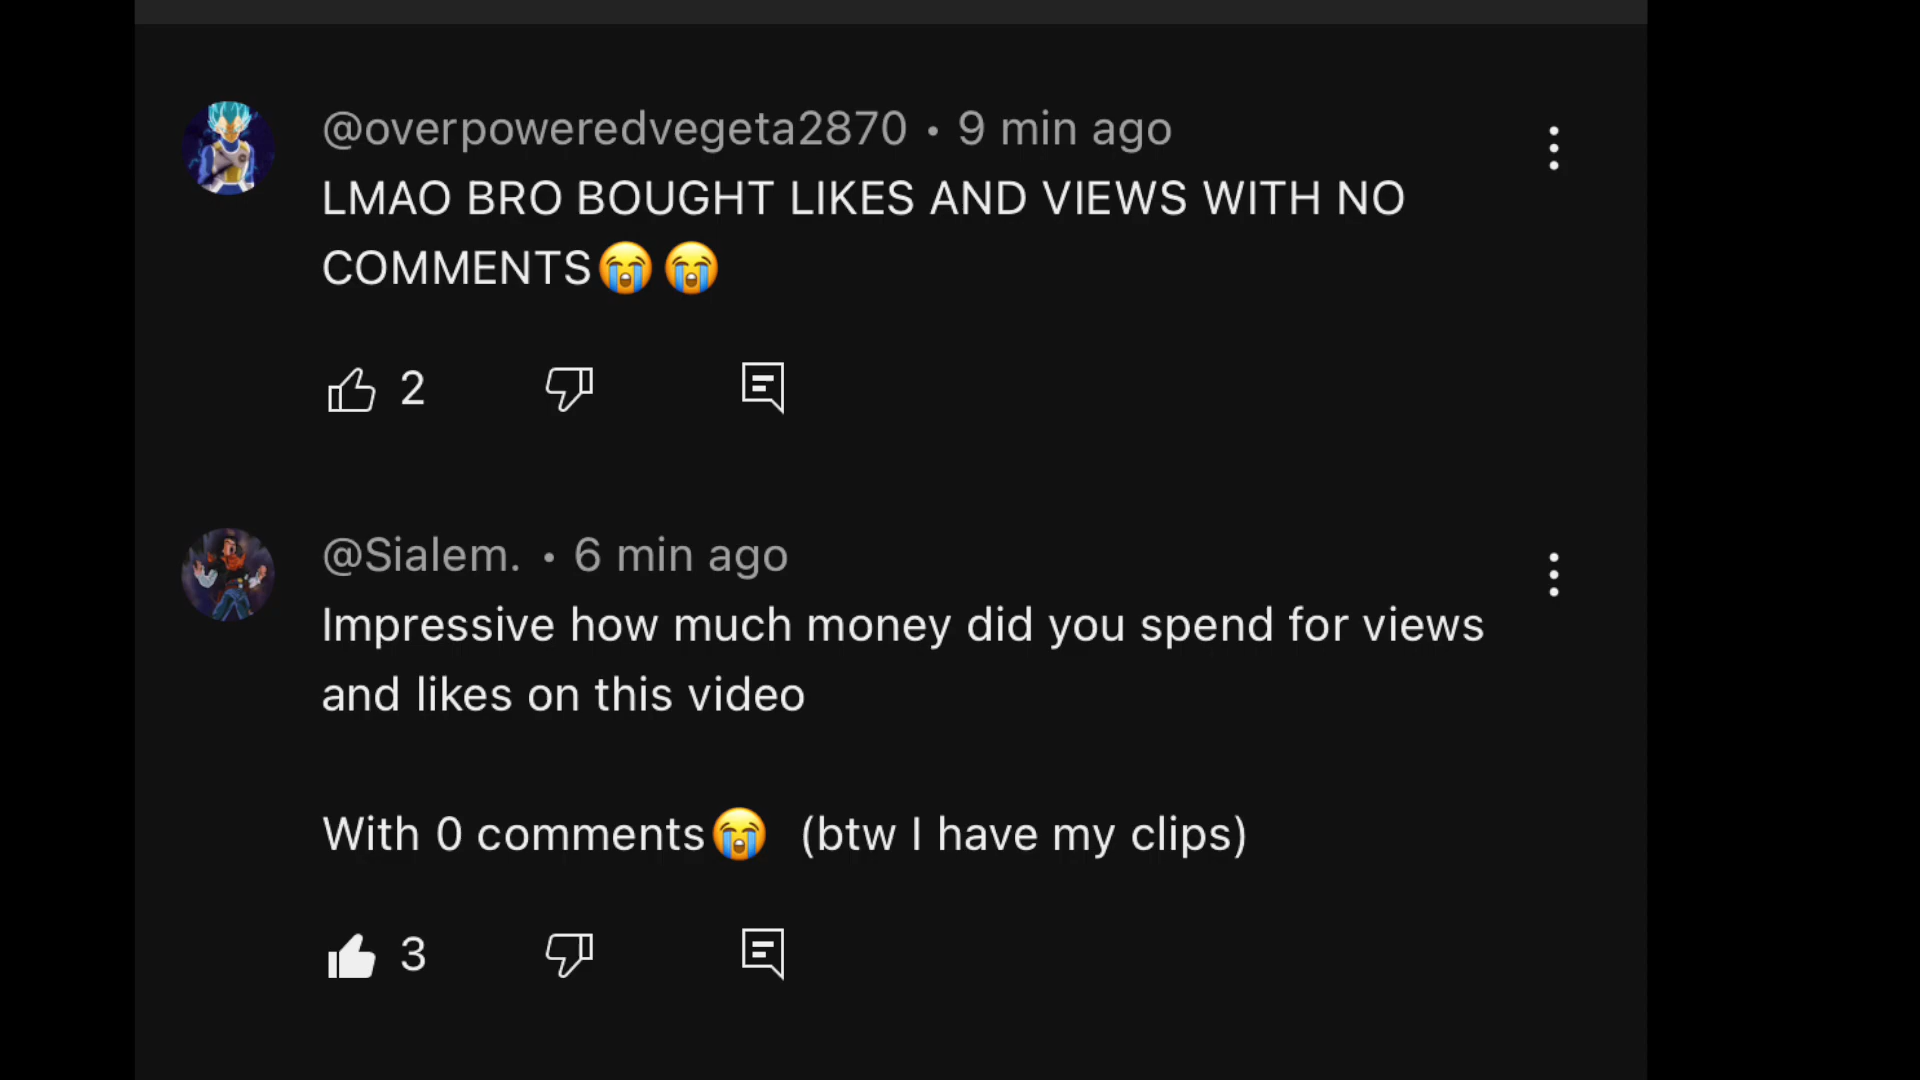 @overpoweredvegeta2870 • 9 min ago
LMAO BRO BOUGHT LIKES AND VIEWS WITH NO
COMMENTS😭😭
2
@Sialem. • 6 min ago
Impressive how much money did you spend for views
and likes on this video
With 0 comments😭 (btw I have my clips)
3